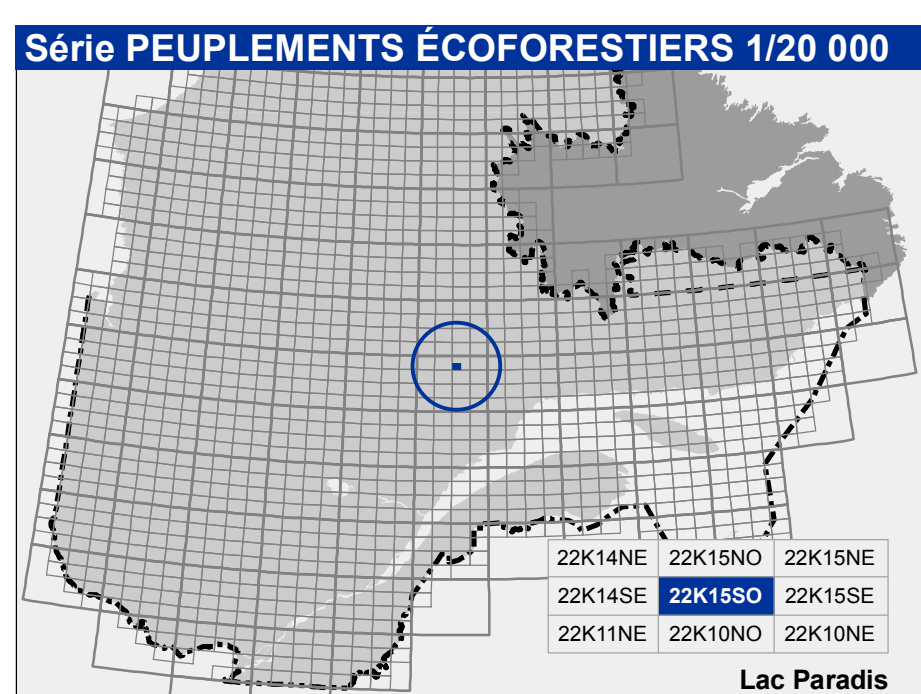 Série PEUPLEMENTS ÉCOFORESTIERS 1/20 000
22K14NE 22K15NO 22K15NE
22K14SE 22K15SO 22K15SE
22K11NE 22K10NO 22K10NE
Lac Paradis